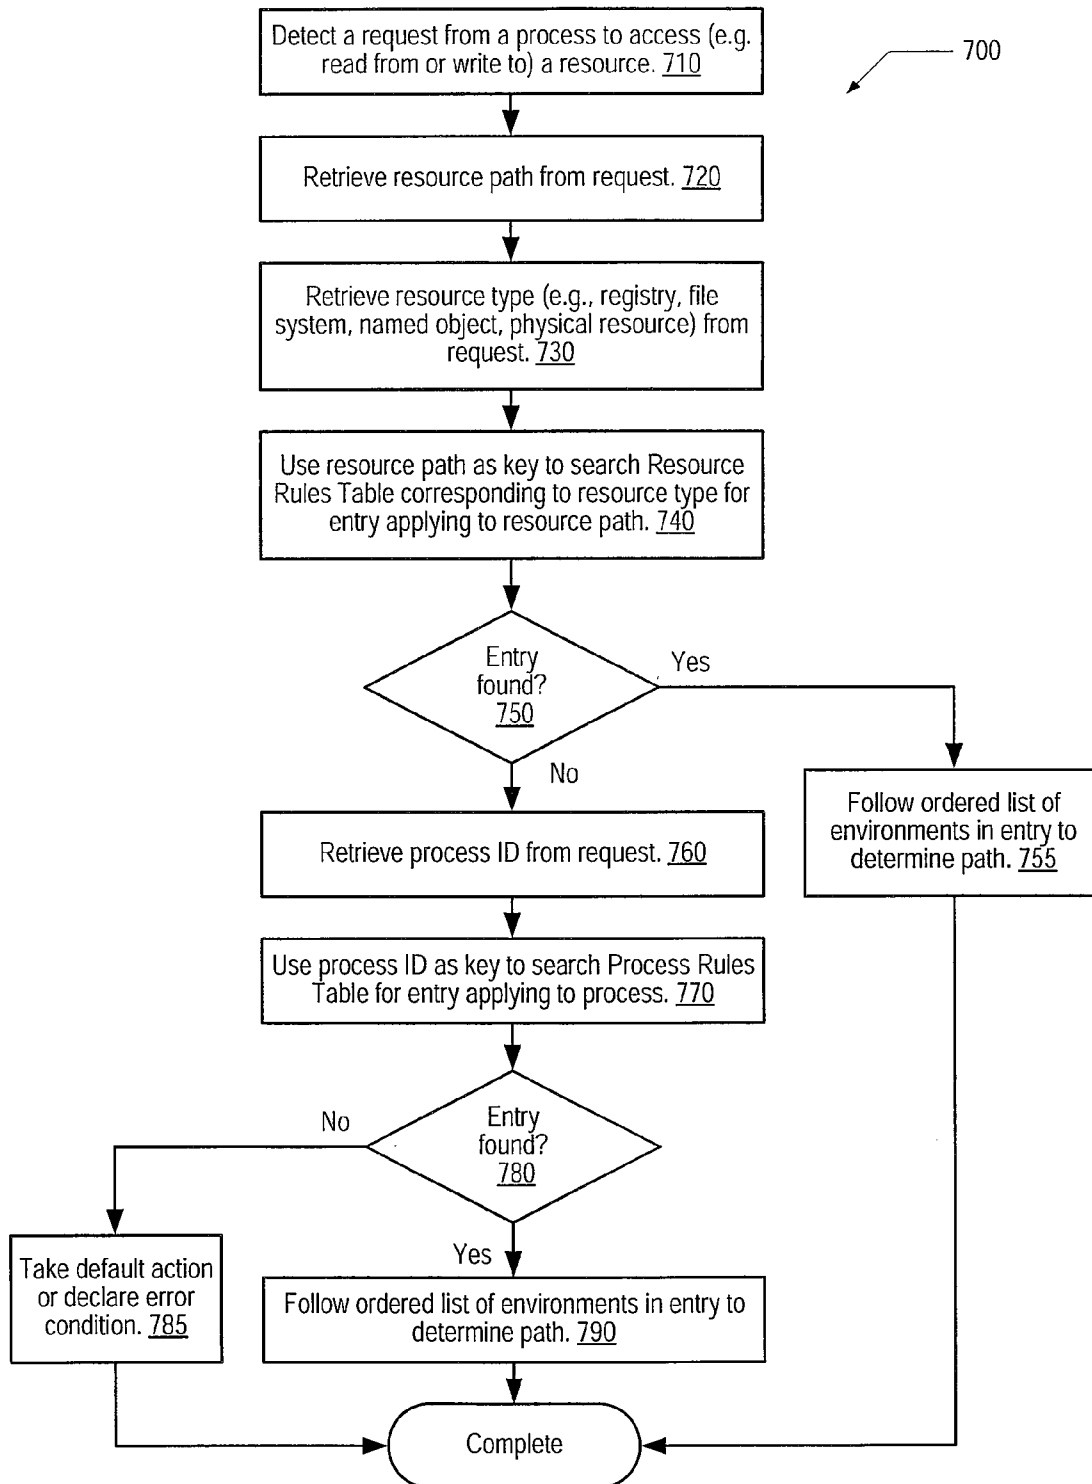 Detect a request from a process to access (e.g.
read from or write to) a resource. 710
700
Retrieve resource path from request. 720
Retrieve resource type (e.g., registry, file
system, named object, physical resource) from
request. 730
Use resource path as key to search Resource
Rules Table corresponding to resource type for
entry applying to resource path. 740
Entry
found?
750
Yes
No
Follow ordered list of
environments in entry to
determine path. 755
Retrieve process ID from request. 760
Use process ID as key to search Process Rules
Table for entry applying to process. 770
Entry
found?
780
No
Yes
Take default action
or declare error
condition. 785
Follow ordered list of environments in entry to
determine path. 790
Complete